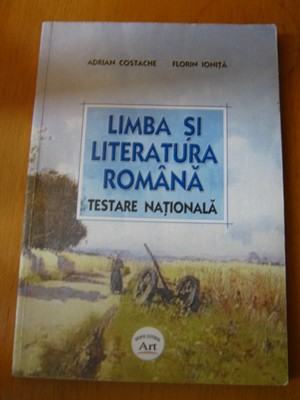 ADRIAN COSTACHE FLORIN IONIȚĂ
LIMBA ȘI
LITERATURA
ROMÂNĂ
TESTARE NAȚIONALĂ
Art